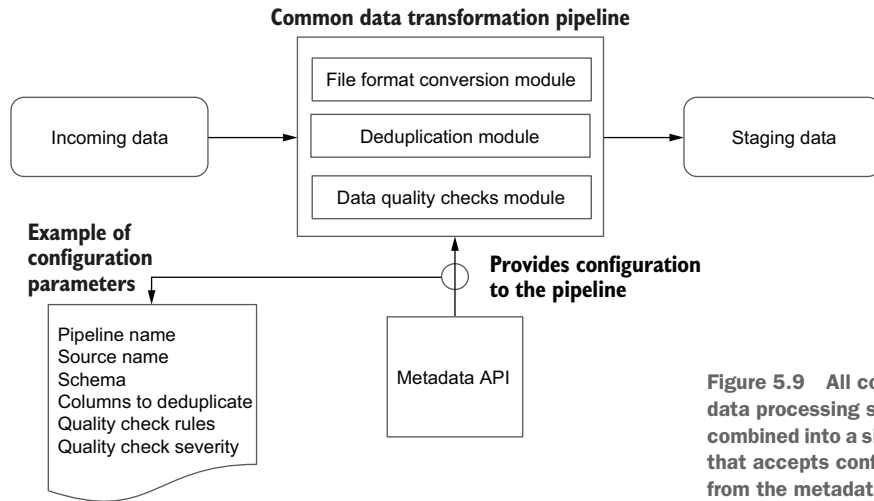 Common data transformation pipeline
File format conversion module
Incoming data
Deduplication module
Staging data
Data quality checks module
Example of
configuration
parameters
Provides configuration
to the pipeline
Pipeline name
Source name
Schema
Columns to deduplicate
Quality check rules
Quality check severity
Metadata API
Figure 5.9 All co
data processing s
combined into a si
that accepts conf
from the metadat